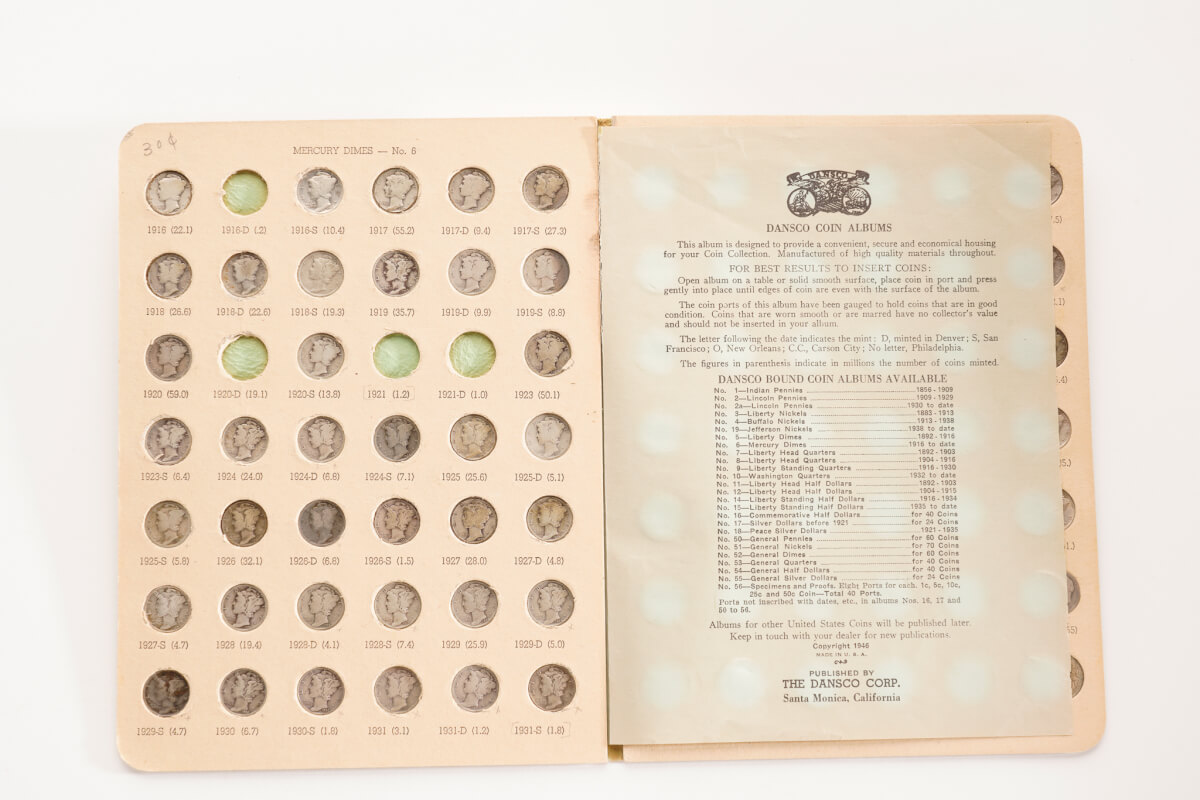 30¢
MERCURY DIMES — No. 6
1916 (22.1) 1916-D (.2) 1916-S (10.4) 1917 (55.2) 1917-D (9.4) 1917-S (27.3)
1918 (26.6) 1918-D (22.6) 1918-S (19.3) 1919 (35.7) 1919-D (9.9) 1919-S (8.8)
1920 (59.0) 1920-D (19.1) 1920-S (13.8) 1921 (1.2) 1921-D (1.0) 1923 (50.1)
1923-S (6.4) 1924 (24.0) 1924-D (6.8) 1924-S (7.1) 1925 (25.6) 1925-D (5.1)
1925-S (5.8) 1926 (32.1) 1926-D (6.8) 1926-S (1.5) 1927 (28.0) 1927-D (4.8)
1927-S (4.7) 1928 (19.4) 1928-D (4.1) 1928-S (7.4) 1929 (25.9) 1929-D (5.0)
1929-S (4.7) 1930 (6.7) 1930-S (1.8) 1931 (3.1) 1931-D (1.2) 1931-S (1.8)
DANSCO
DANSCO COIN ALBUMS
This album is designed to provide a convenient, secure and economical housing
for your Coin Collection. Manufactured of high quality materials throughout.
FOR BEST RESULTS TO INSERT COINS:
Open album on a table or solid smooth surface, place coin in port and press
gently into place until edges of coin are even with the surface of the album.
The coin ports of this album have been gauged to hold coins that are in good
condition. Coins that are worn smooth or are marred have no collector's value
and should not be inserted in your album.
The letter following the date indicates the mint: D, minted in Denver; S, San
Francisco; O, New Orleans; C.C., Carson City; No letter, Philadelphia.
The figures in parenthesis indicate in millions the number of coins minted.
DANSCO BOUND COIN ALBUMS AVAILABLE
No. 1—Indian Pennies 1856 - 1909
No. 2—Lincoln Pennies 1909 - 1929
No. 2a—Lincoln Pennies 1930 to date
No. 3—Liberty Nickels 1883 - 1913
No. 4—Buffalo Nickels 1913 - 1938
No. 19—Jefferson Nickels 1938 to date
No. 5—Liberty Dimes 1892 - 1916
No. 6—Mercury Dimes 1916 to date
No. 7—Liberty Head Quarters 1892 - 1903
No. 8—Liberty Head Quarters 1904 - 1916
No. 9—Liberty Standing Quarters 1916 - 1930
No. 10—Washington Quarters 1932 to date
No. 11—Liberty Head Half Dollars 1892 - 1903
No. 12—Liberty Head Half Dollars 1904 - 1915
No. 14—Liberty Standing Half Dollars 1916 - 1934
No. 15—Liberty Standing Half Dollars 1935 to date
No. 16—Commemorative Half Dollars for 40 Coins
No. 17—Silver Dollars before 1921 for 24 Coins
No. 18—Peace Silver Dollars 1921 - 1935
No. 50—General Pennies for 60 Coins
No. 51—General Nickels for 70 Coins
No. 52—General Dimes for 60 Coins
No. 53—General Quarters for 40 Coins
No. 54—General Half Dollars for 40 Coins
No. 55—General Silver Dollars for 24 Coins
No. 56—Specimens and Proofs. Eight Ports for each. 1c, 5c, 10c,
25c and 50c Coin—Total 40 Ports.
Ports not inscribed with dates, etc., in albums Nos. 16, 17 and
50 to 56.
Albums for other United States Coins will be published later.
Keep in touch with your dealer for new publications.
Copyright 1946
MADE IN U. S. A.
PUBLISHED BY
THE DANSCO CORP.
Santa Monica, California